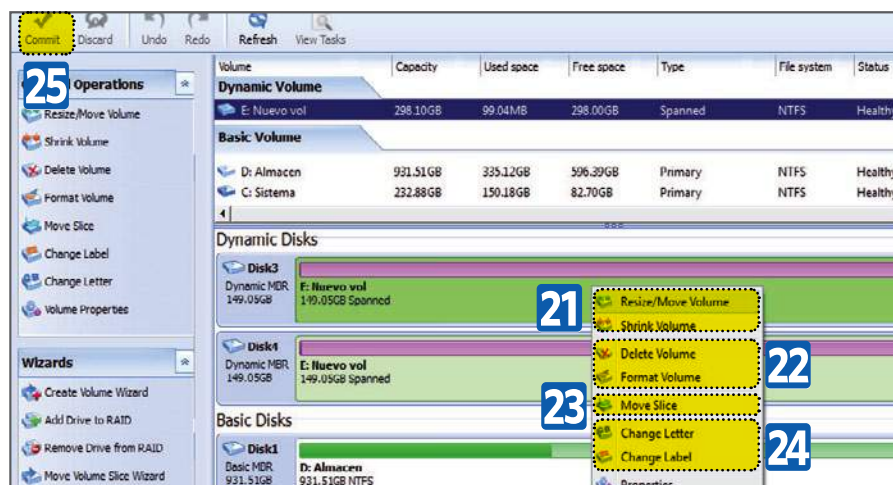 Commit Discard Undo Redo Refresh View Tasks
25
Operations
Resize/Move Volume
Shrink Volume
Delete Volume
Format Volume
Move Slice
Change Label
Change Letter
Volume Properties
Wizards
Create Volume Wizard
Add Drive to RAID
Remove Drive from RAID
Move Volume Slice Wizard
Volume Capacity Used space Free space Type File system Status
Dynamic Volume
E: Nuevo vol 298.10GB 99.04MB 298.00GB Spanned NTFS Healthy
Basic Volume
D: Almacen 931.51GB 335.12GB 596.39GB Primary NTFS Healthy
C: Sistema 232.88GB 150.18GB 82.70GB Primary NTFS Healthy
Dynamic Disks
Disk3
Dynamic MBR
149.05GB
E: Nuevo vol
149.05GB Spanned
Disk4
Dynamic MBR
149.05GB
E: Nuevo vol
149.05GB Spanned
Basic Disks
Disk1
Basic MBR
931.51GB
D: Almacen
931.51GB NTFS
21
Resize/Move Volume
Shrink Volume
Delete Volume
22
Format Volume
23
Move Slice
Change Letter
24
Change Label
Properties